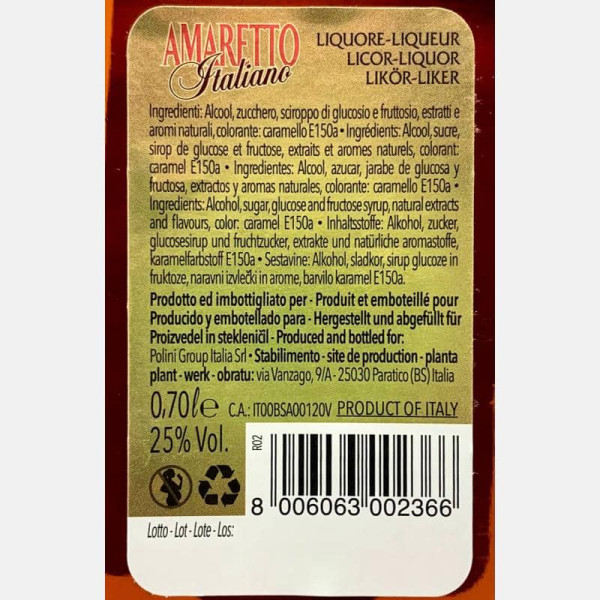 AMARETTO
Italiano
LIQUORE-LIQUEUR
LICOR-LIQUOR
LIKÖR-LIKER
Ingredienti: Alcool, zucchero, sciroppo di glucosio e fruttosio, estratti e
aromi naturali, colorante: caramello E150a • Ingrédients: Alcool, sucre,
sirop de glucose et fructose, extraits et aromes naturels, colorant:
caramel E150a • Ingredientes: Alcool, azucar, jarabe de glucosa y
fructosa, extractos y aromas naturales, colorante: caramello E150a •
Ingredients: Alcohol, sugar, glucose and fructose syrup, natural extracts
and flavours, color: caramel E150a • Inhaltsstoffe: Alkohol, zucker,
glucosesirup und fruchtzucker, extrakte und natürliche aromastoffe,
karamelfarbstoff E150a • Sestavine: Alkohol, sladkor, sirup glucoze in
fruktoze, naravni izvlečki in arome, barvilo karamel E150a.
Prodotto ed imbottigliato per - Produit et emboteillé pour
Producido y embotellado para - Hergestellt und abgefüllt für
Proizvedel in stekleničil - Produced and bottled for:
Polini Group Italia Srl • Stabilimento - site de production - planta
plant - werk - obratu: via Vanzago, 9/A - 25030 Paratico (BS) Italia
0,70 l e C.A.: IT00BSA00120V PRODUCT OF ITALY
25% Vol.
R02
8 006063 002366
Lotto - Lot - Lote - Los: